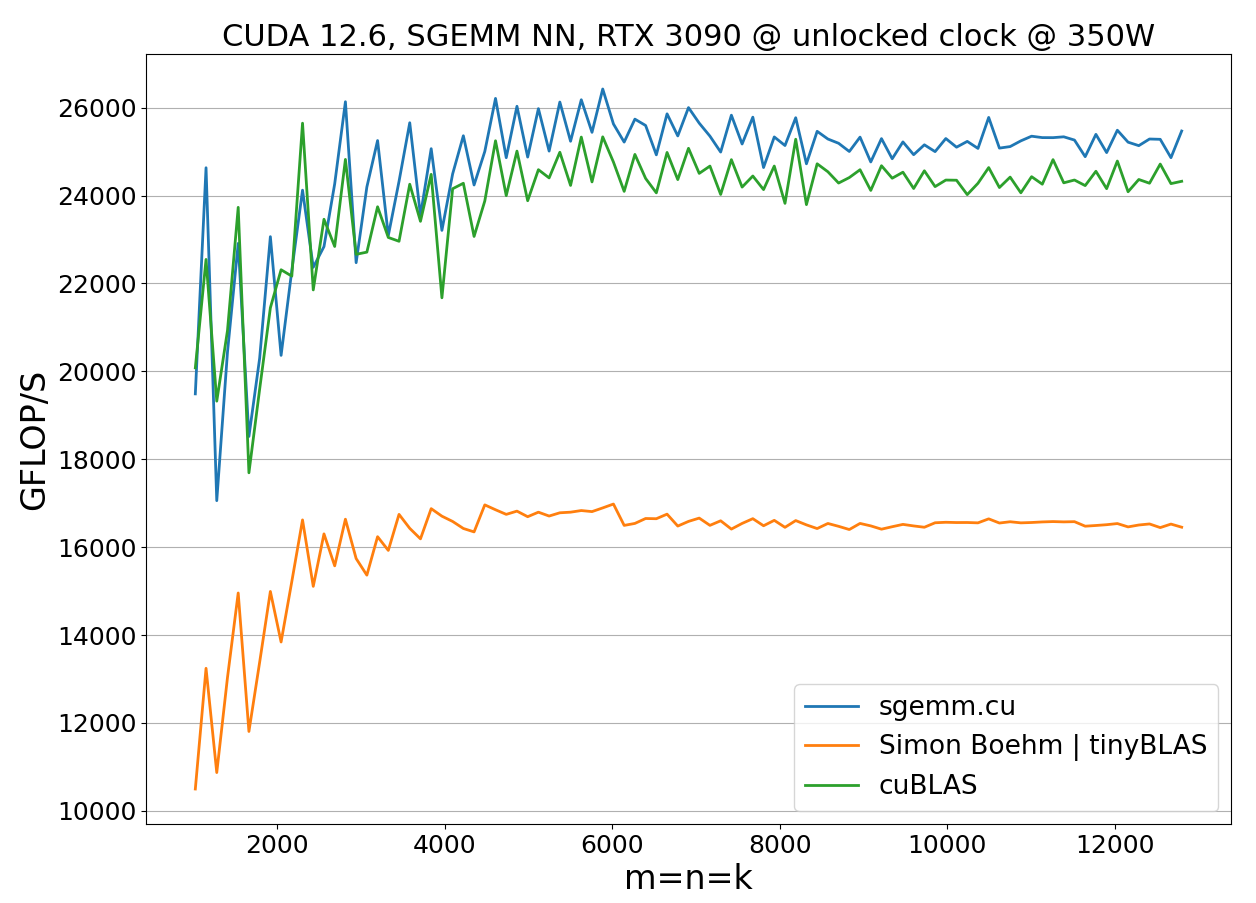 CUDA 12.6, SGEMM NN, RTX 3090 @ unlocked clock @ 350W
GFLOP/S
26000
24000
22000
20000
18000
16000
14000
12000
10000
sgemm.cu
Simon Boehm | tinyBLAS
cuBLAS
2000 4000 6000 8000 10000 12000
m=n=k